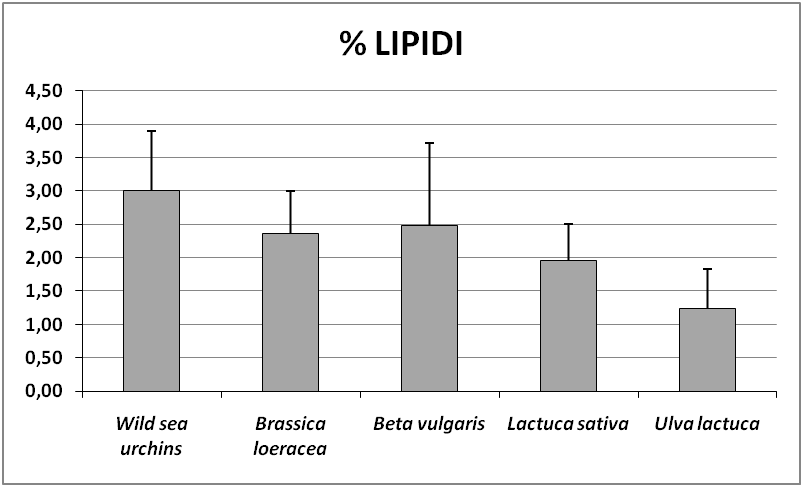 % LIPIDI
4,50
4,00
3,50
3,00
2,50
2,00
1,50
1,00
0,50
0,00
Wild sea
urchins
Brassica
loeracea
Beta vulgaris
Lactuca sativa
Ulva lactuca